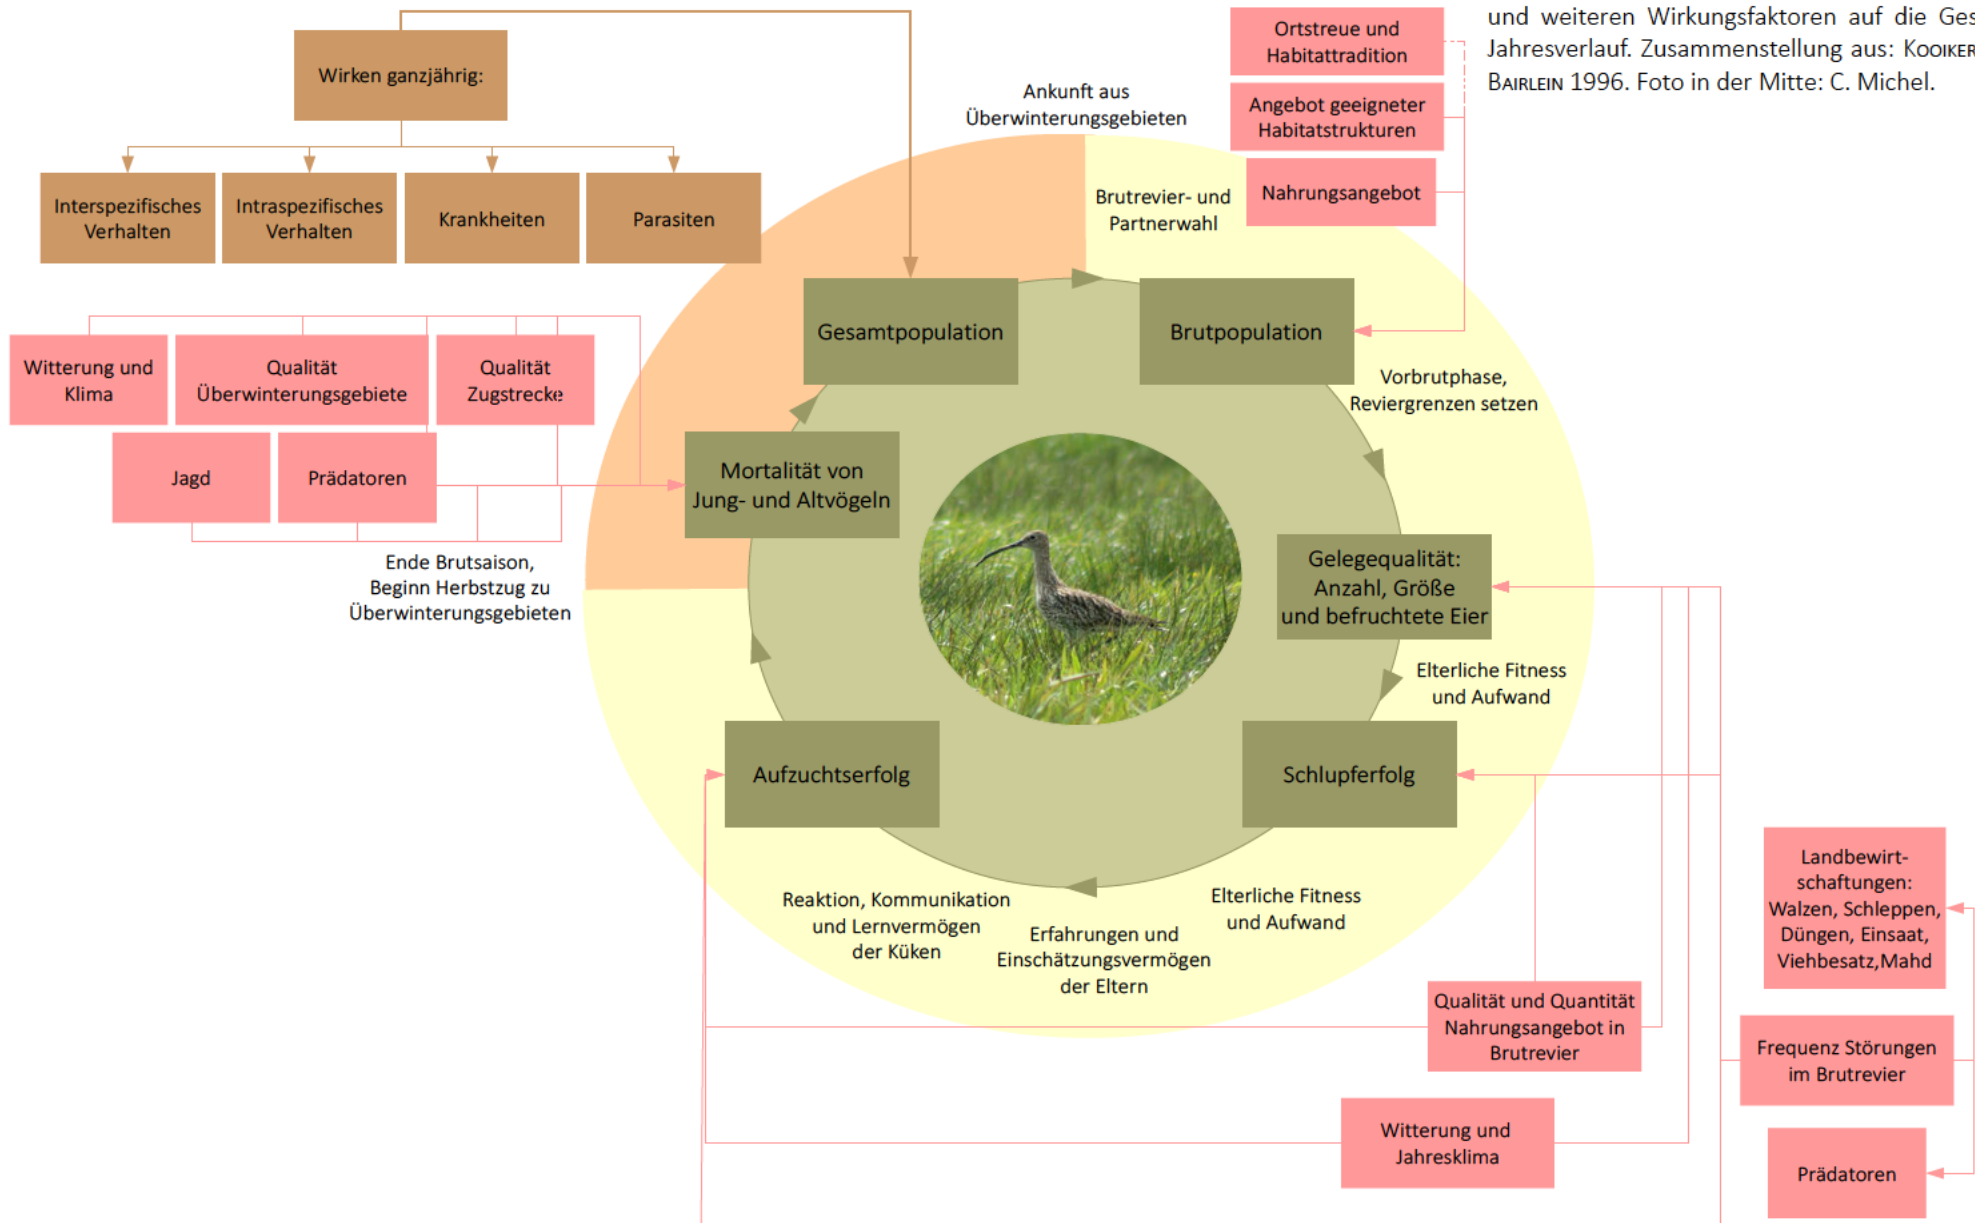 und weiteren Wirkungsfaktoren auf die Ges
Jahresverlauf. Zusammenstellung aus: KOOIKER
BAIRLEIN 1996. Foto in der Mitte: C. Michel.
Wirken ganzjährig:
Interspezifisches
Verhalten
Intraspezifisches
Verhalten
Krankheiten
Parasiten
Ortstreue und
Habitattradition
Angebot geeigneter
Habitatstrukturen
Nahrungsangebot
Ankunft aus
Überwinterungsgebieten
Brutrevier- und
Partnerwahl
Gesamtpopulation
Brutpopulation
Vorbrutphase,
Reviergrenzen setzen
Witterung und
Klima
Qualität
Überwinterungsgebiete
Qualität
Zugstrecke
Jagd
Prädatoren
Mortalität von
Jung- und Altvögeln
Ende Brutsaison,
Beginn Herbstzug zu
Überwinterungsgebieten
Gelegequalität:
Anzahl, Größe
und befruchtete Eier
Elterliche Fitness
und Aufwand
Aufzuchtserfolg
Schlupferfolg
Reaktion, Kommunikation
und Lernvermögen
der Küken
Erfahrungen und
Einschätzungsvermögen
der Eltern
Elterliche Fitness
und Aufwand
Landbewirt-
schaftungen:
Walzen, Schleppen,
Düngen, Einsaat,
Viehbesatz,Mahd
Qualität und Quantität
Nahrungsangebot in
Brutrevier
Frequenz Störungen
im Brutrevier
Witterung und
Jahresklima
Prädatoren